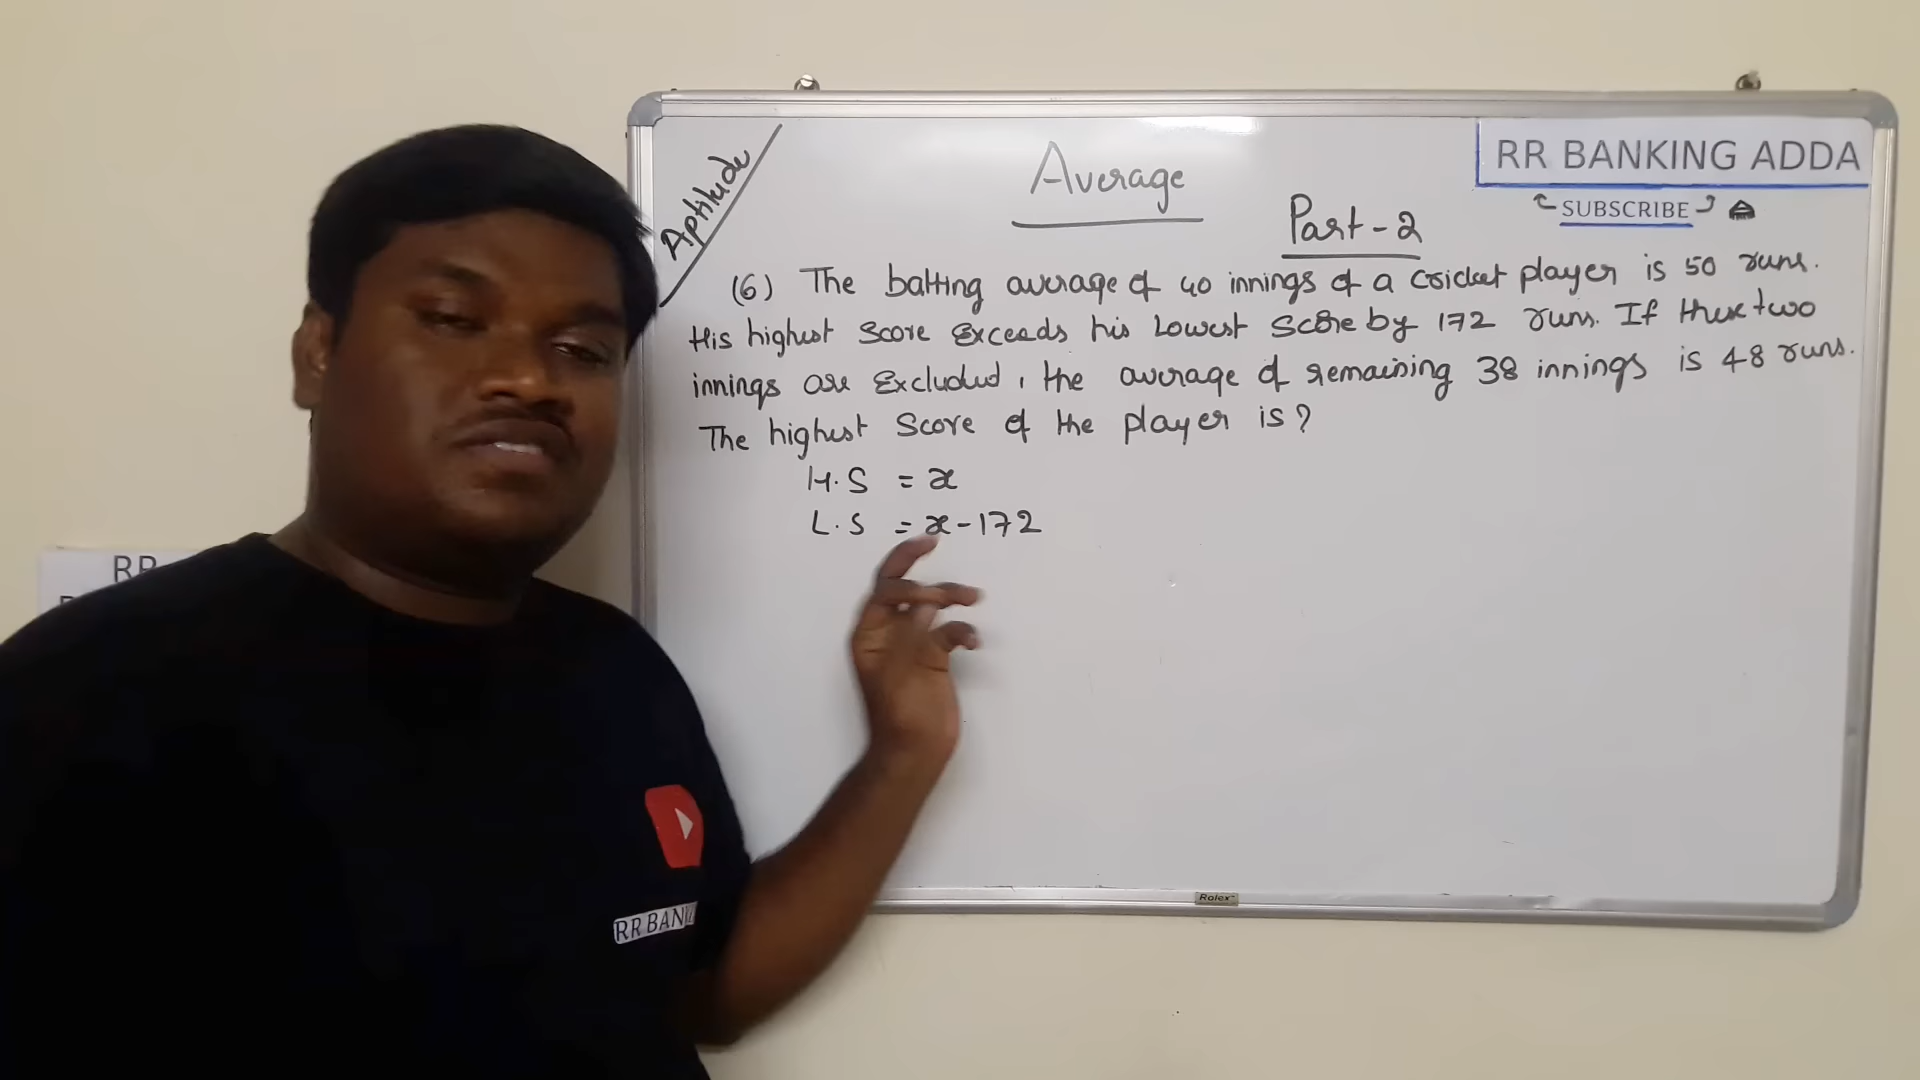 Aptitude
Average
RR BANKING ADDA
SUBSCRIBE
Part-2
(6) The batting average of 40 innings of a cricket player is 50 runs.
His highest Score Exceeds his Lowest Score by 172 runs. If these two
innings are Excluded, the average of remaining 38 innings is 48 runs.
The highest Score of the player is?
H.S = x
L.S = x-172
RR
RR BANK
Rolex